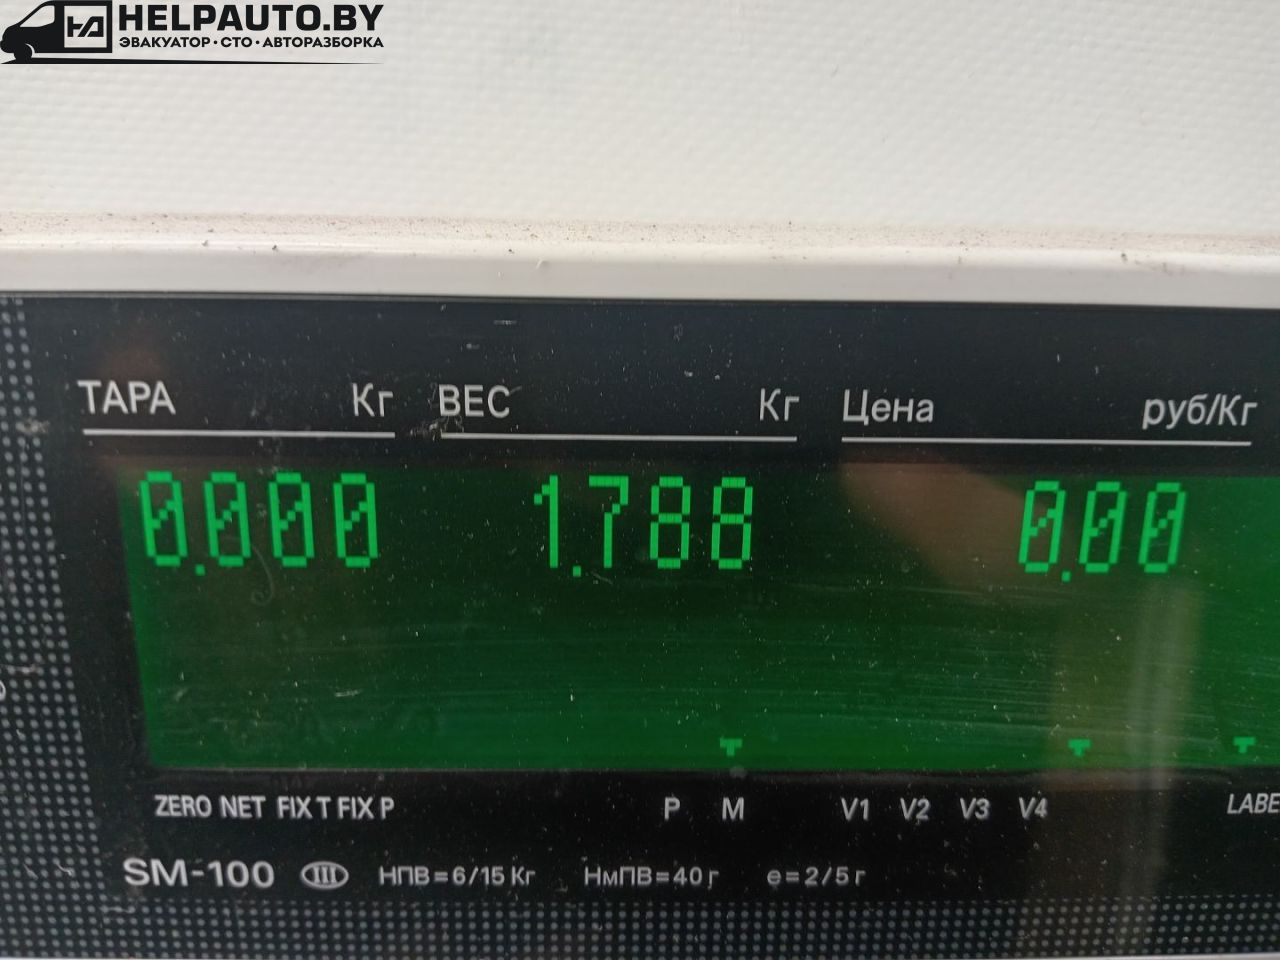 HELPAUTO.BY
ЭВАКУАТОР·СТО·АВТОРАЗБОРКА
ТАРА Кг ВЕС Кг Цена руб/Кг
0.000 1.788 0.00
ZERO NET FIX T FIX P P M V1 V2 V3 V4
SM-100 III НПВ=6/15 Кг НмПВ=40 г e=2/5 г